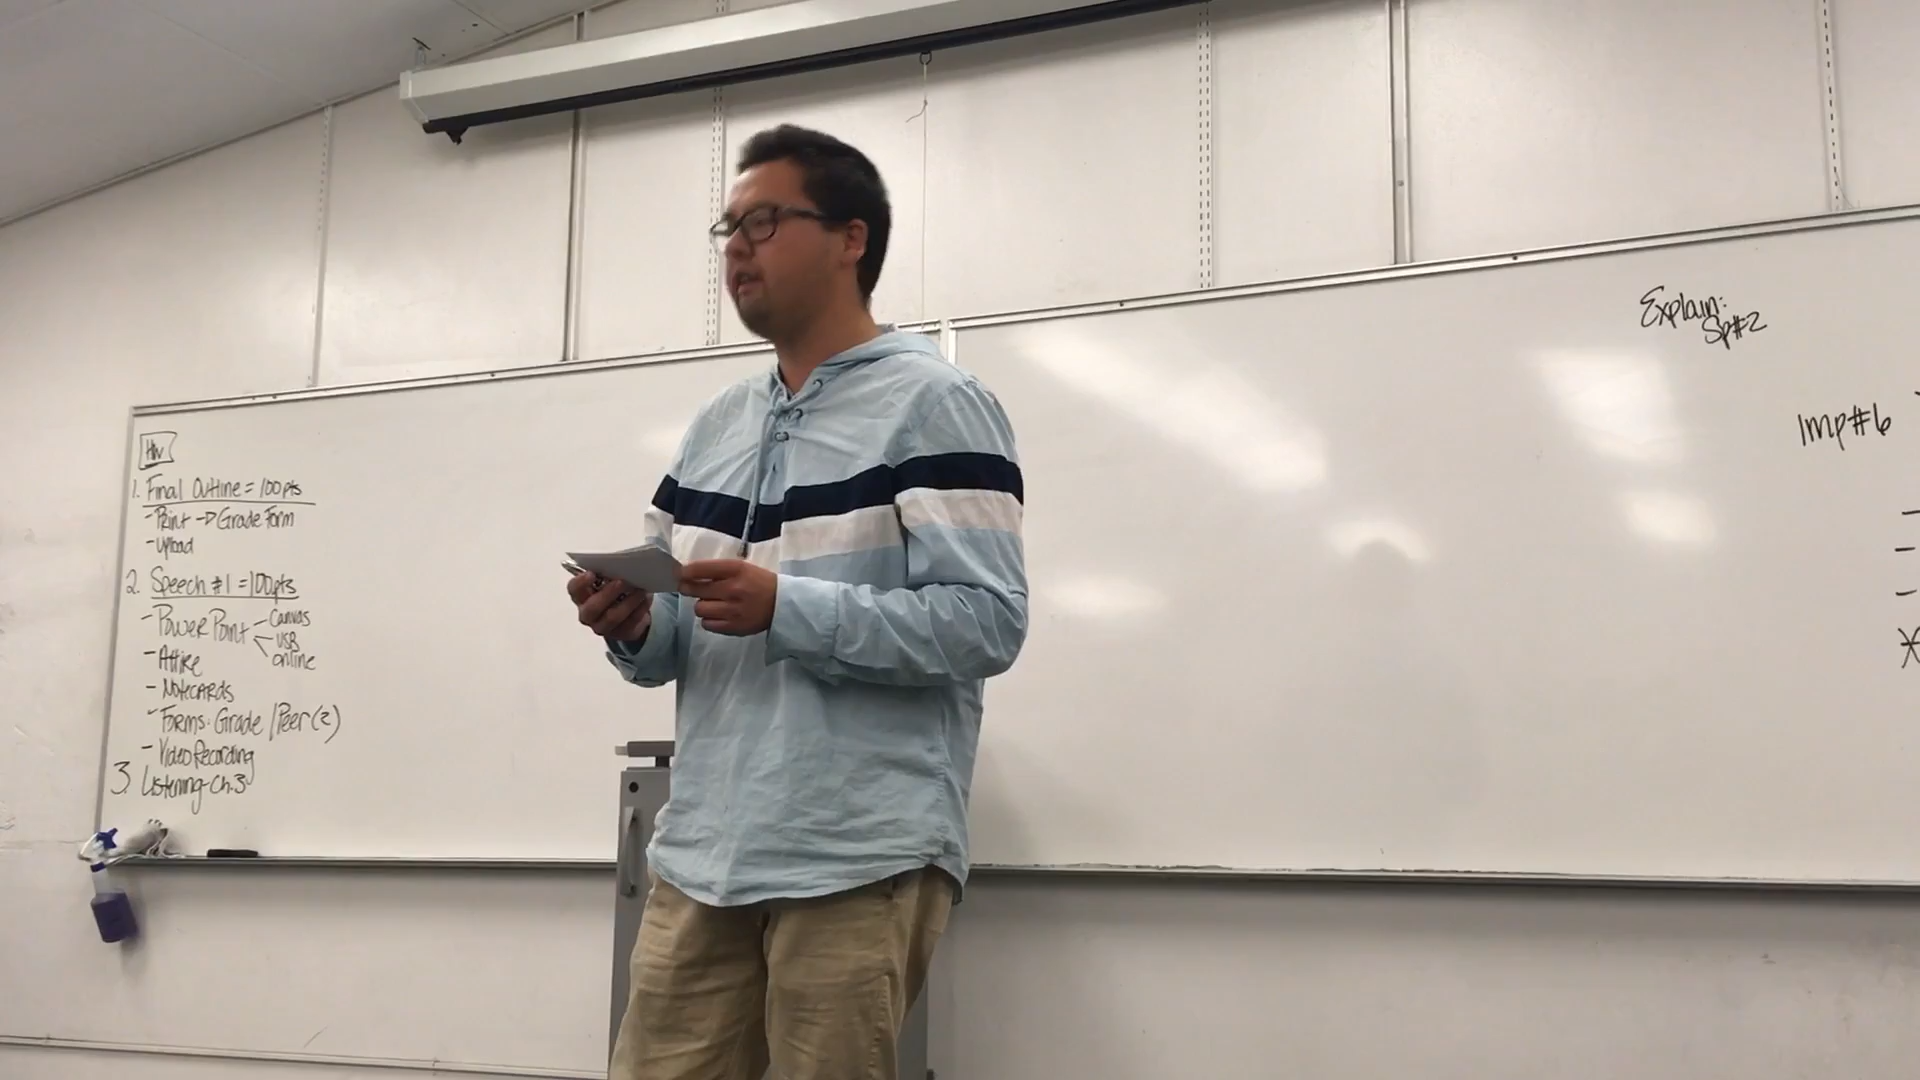 HW
1. Final Outline = 100pts
- Print -> Grade Form
- Upload
2. Speech #1 = 100pts
- PowerPoint - Canvas
USB
online
- Attire
- Notecards
- Forms: Grade / Peer (2)
- Video Recording
3. Listening - Ch. 3
Explain:
Sp#2
Imp#6